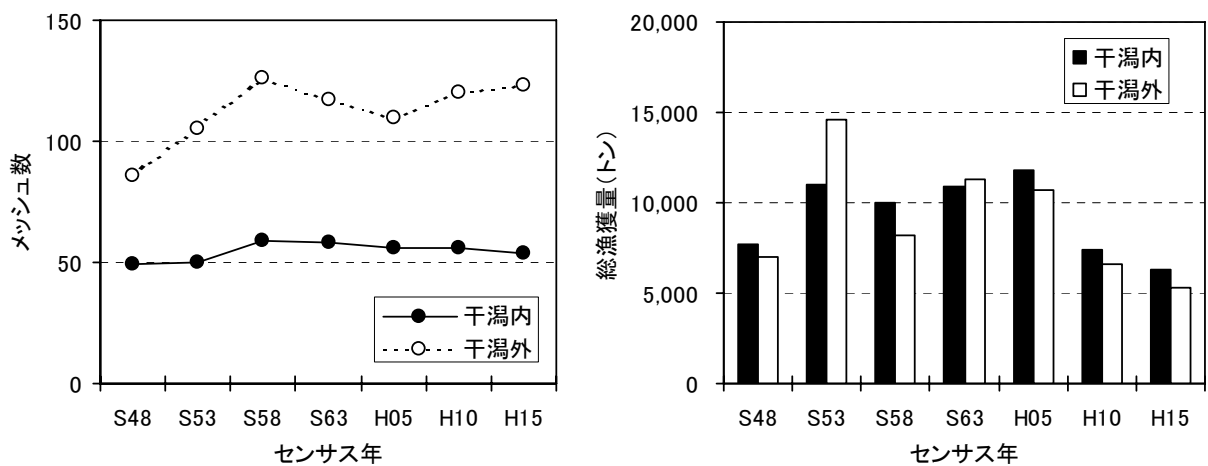 150
100
50
0
メッシュ数
干潟内
干潟外
S48 S53 S58 S63 H05 H10 H15
センサス年
20,000
15,000
10,000
5,000
0
総漁獲量(トン)
干潟内
干潟外
S48 S53 S58 S63 H05 H10 H15
センサス年